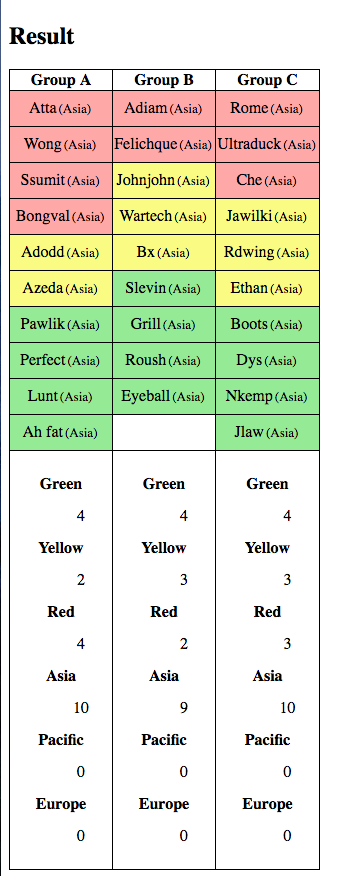 Result
Group A Group B Group C
Atta (Asia) Adiam (Asia) Rome (Asia)
Wong (Asia) Felichque (Asia) Ultraduck (Asia)
Ssumit (Asia) Johnjohn (Asia) Che (Asia)
Bongval (Asia) Wartech (Asia) Jawilki (Asia)
Adodd (Asia) Bx (Asia) Rdwing (Asia)
Azeda (Asia) Slevin (Asia) Ethan (Asia)
Pawlik (Asia) Grill (Asia) Boots (Asia)
Perfect (Asia) Roush (Asia) Dys (Asia)
Lunt (Asia) Eyeball (Asia) Nkemp (Asia)
Ah fat (Asia) Jlaw (Asia)
Green Green Green
4 4 4
Yellow Yellow Yellow
2 3 3
Red Red Red
4 2 3
Asia Asia Asia
10 9 10
Pacific Pacific Pacific
0 0 0
Europe Europe Europe
0 0 0